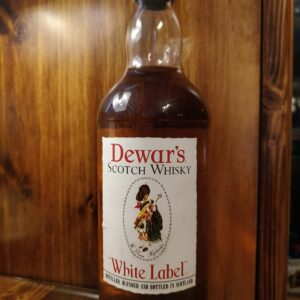 Dewar's
SCOTCH WHISKY
White Label
DISTILLED BLENDED AND BOTTLED IN SCOTLAND